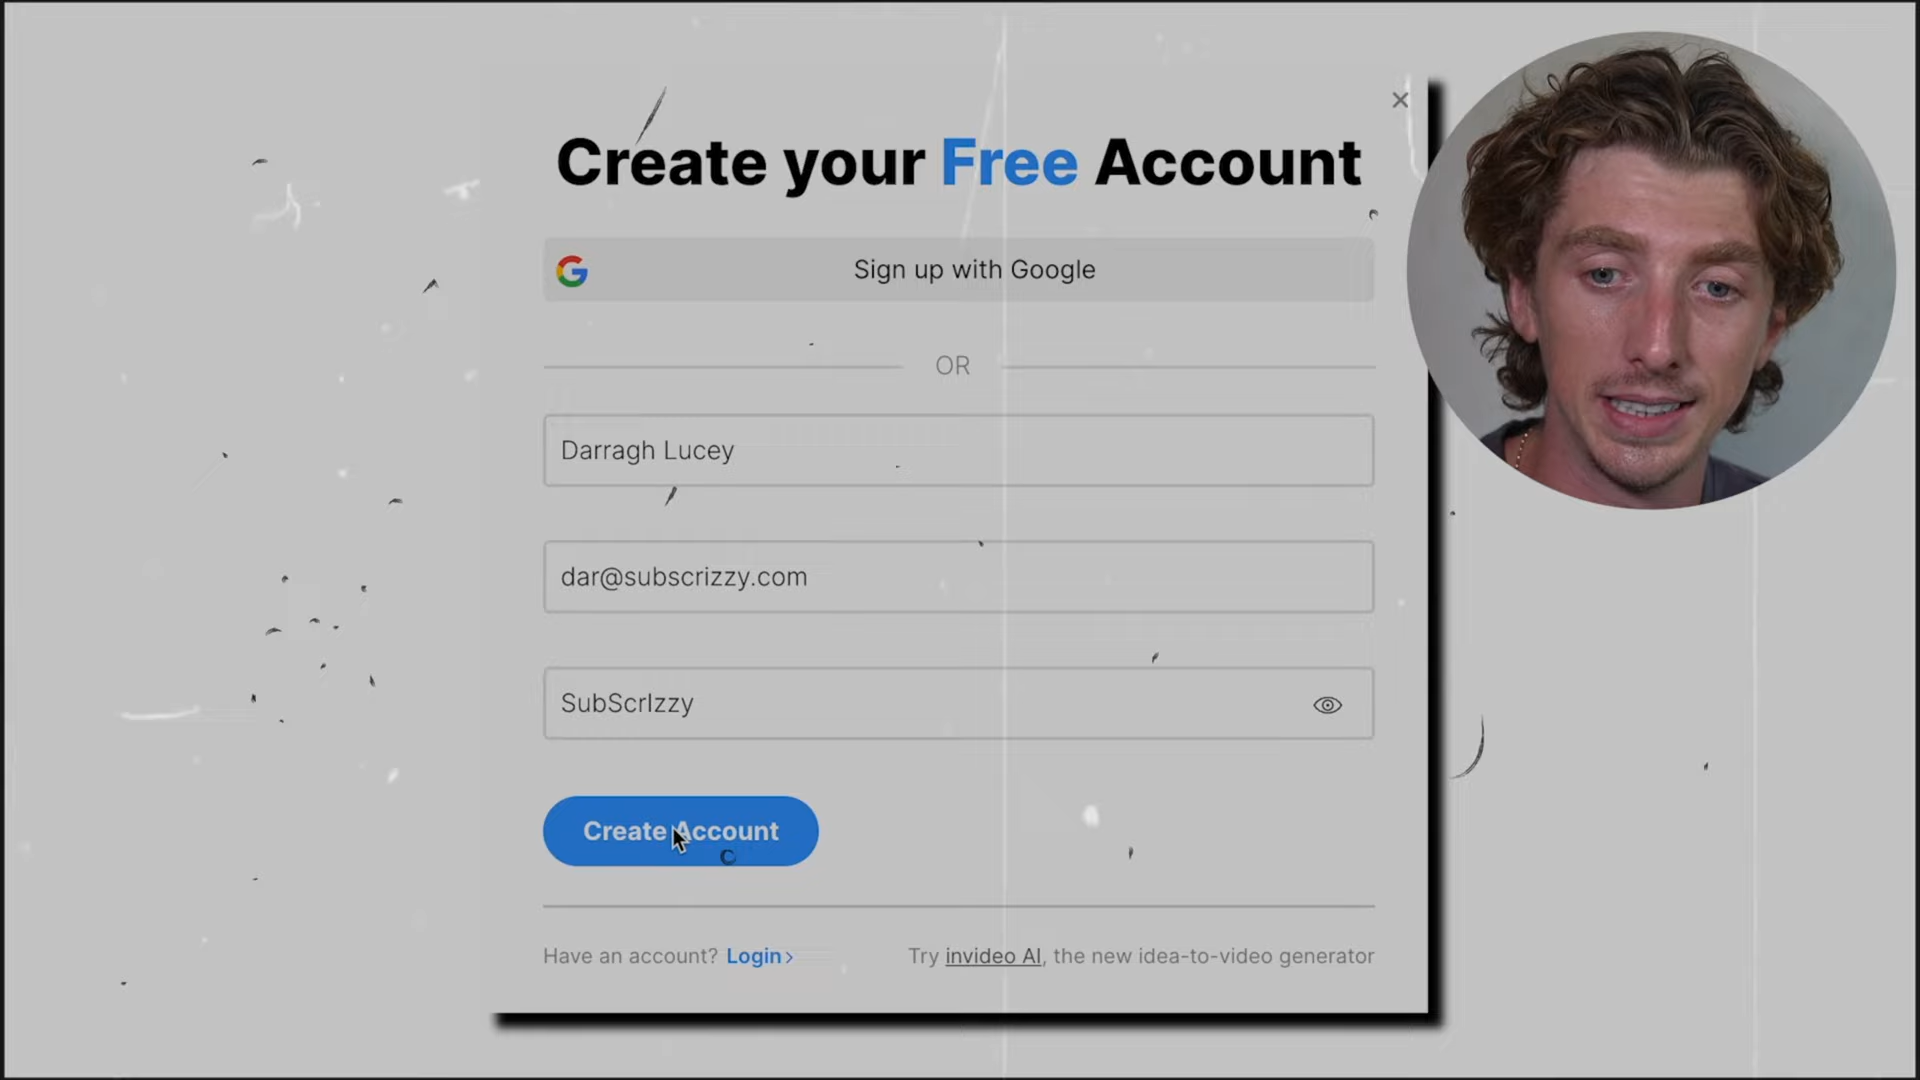 Create your Free Account
Sign up with Google
OR
Darragh Lucey
dar@subscrizzy.com
SubScrIzzy
Create Account
Have an account? Login>
Try invideo AI, the new idea-to-video generator